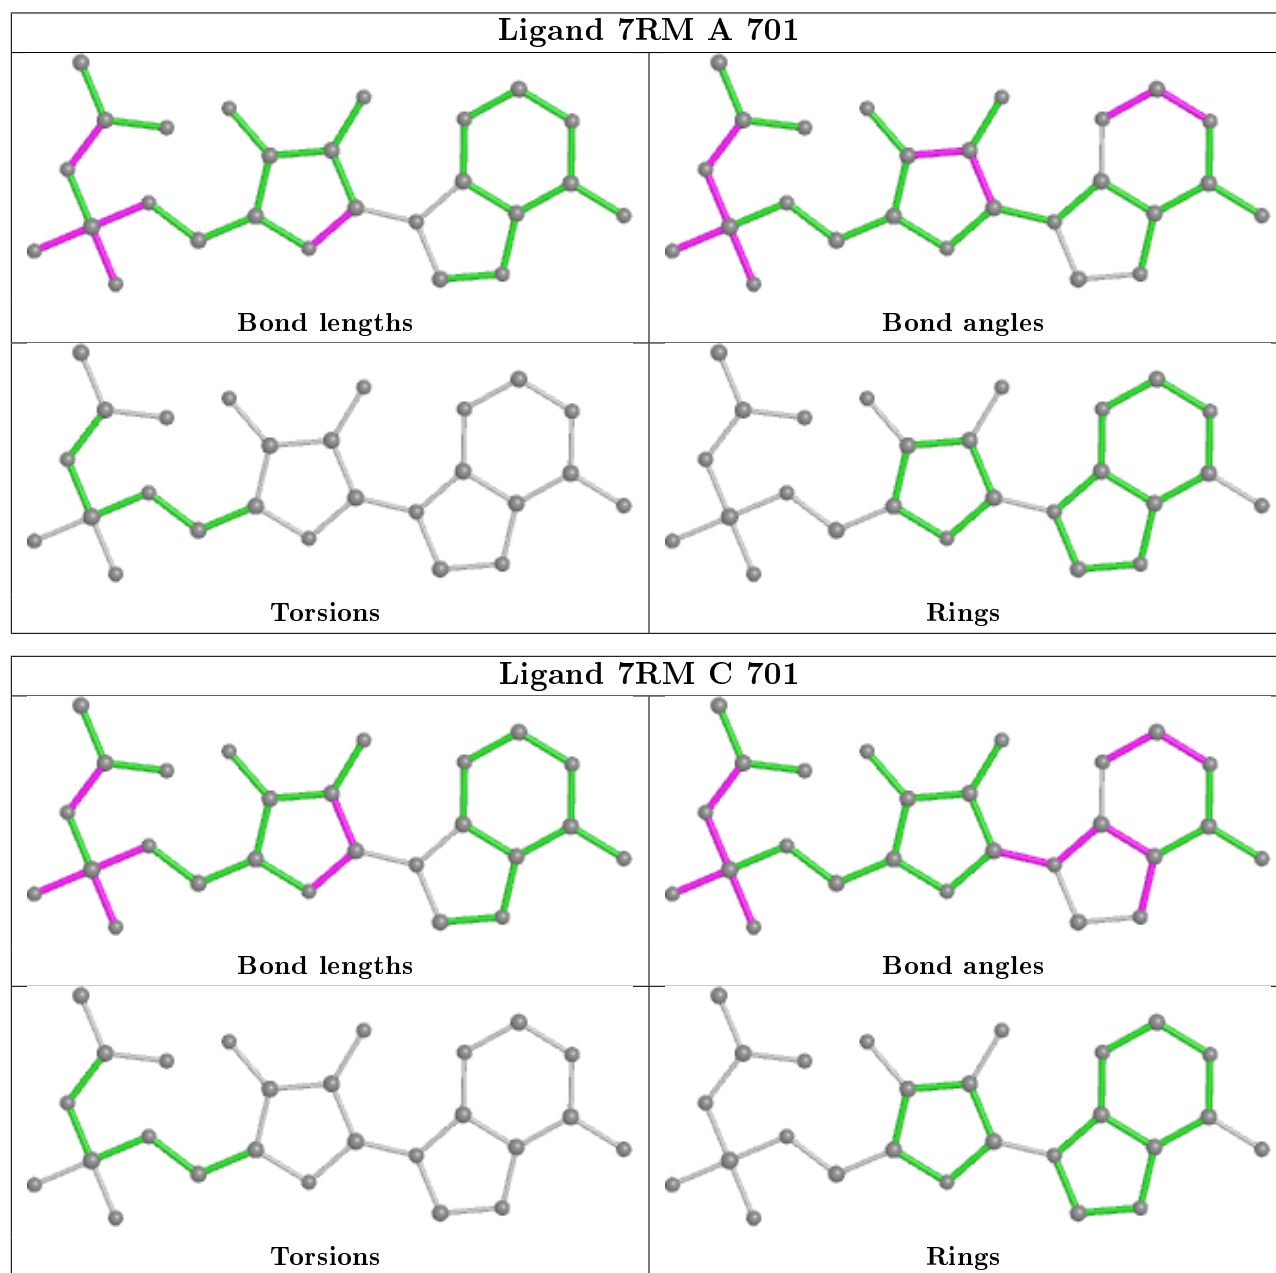 Ligand 7RM A 701
Bond lengths
Bond angles
Torsions
Rings
Ligand 7RM C 701
Bond lengths
Bond angles
Torsions
Rings